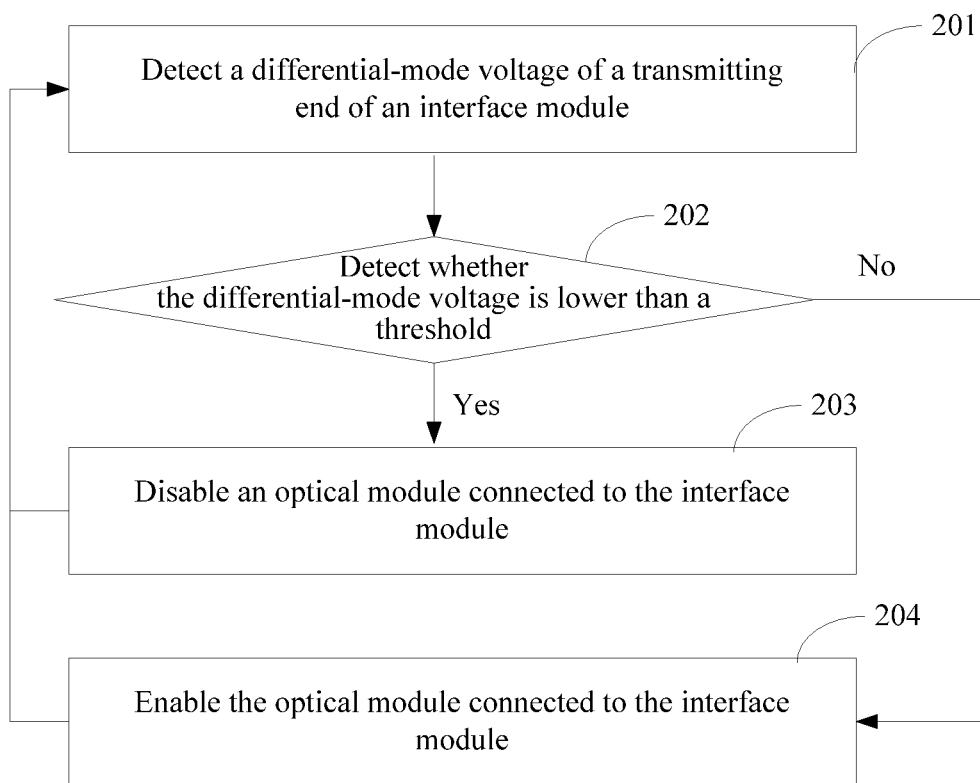 201
Detect a differential-mode voltage of a transmitting
end of an interface module
202
Detect whether
the differential-mode voltage is lower than a
threshold
No
Yes
203
Disable an optical module connected to the interface
module
204
Enable the optical module connected to the interface
module